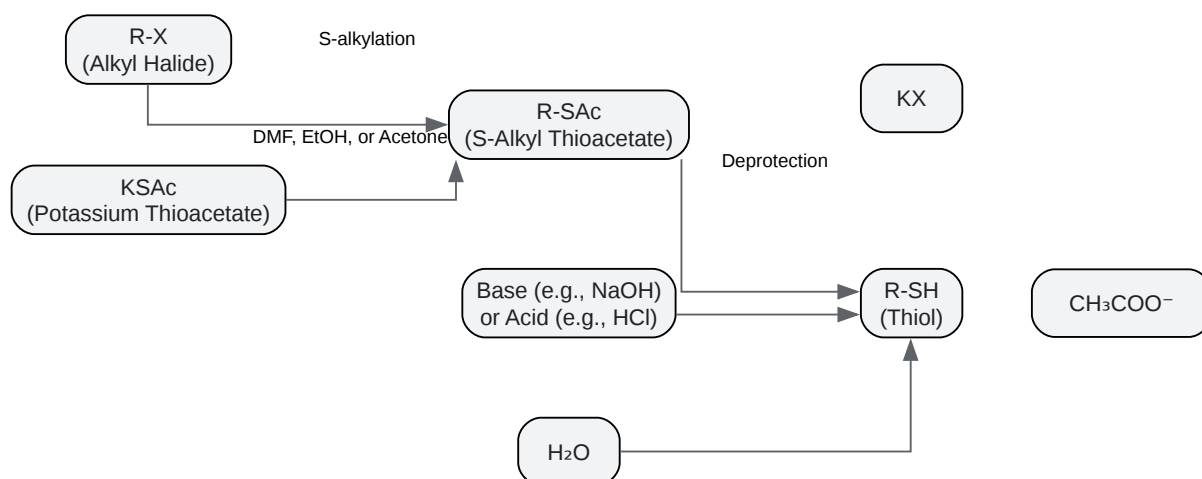 R-X
(Alkyl Halide)
S-alkylation
DMF, EtOH, or Acetone
KSAc
(Potassium Thioacetate)
R-SAc
(S-Alkyl Thioacetate)
KX
Deprotection
Base (e.g., NaOH)
or Acid (e.g., HCl)
R-SH
(Thiol)
CH₃COO⁻
H₂O